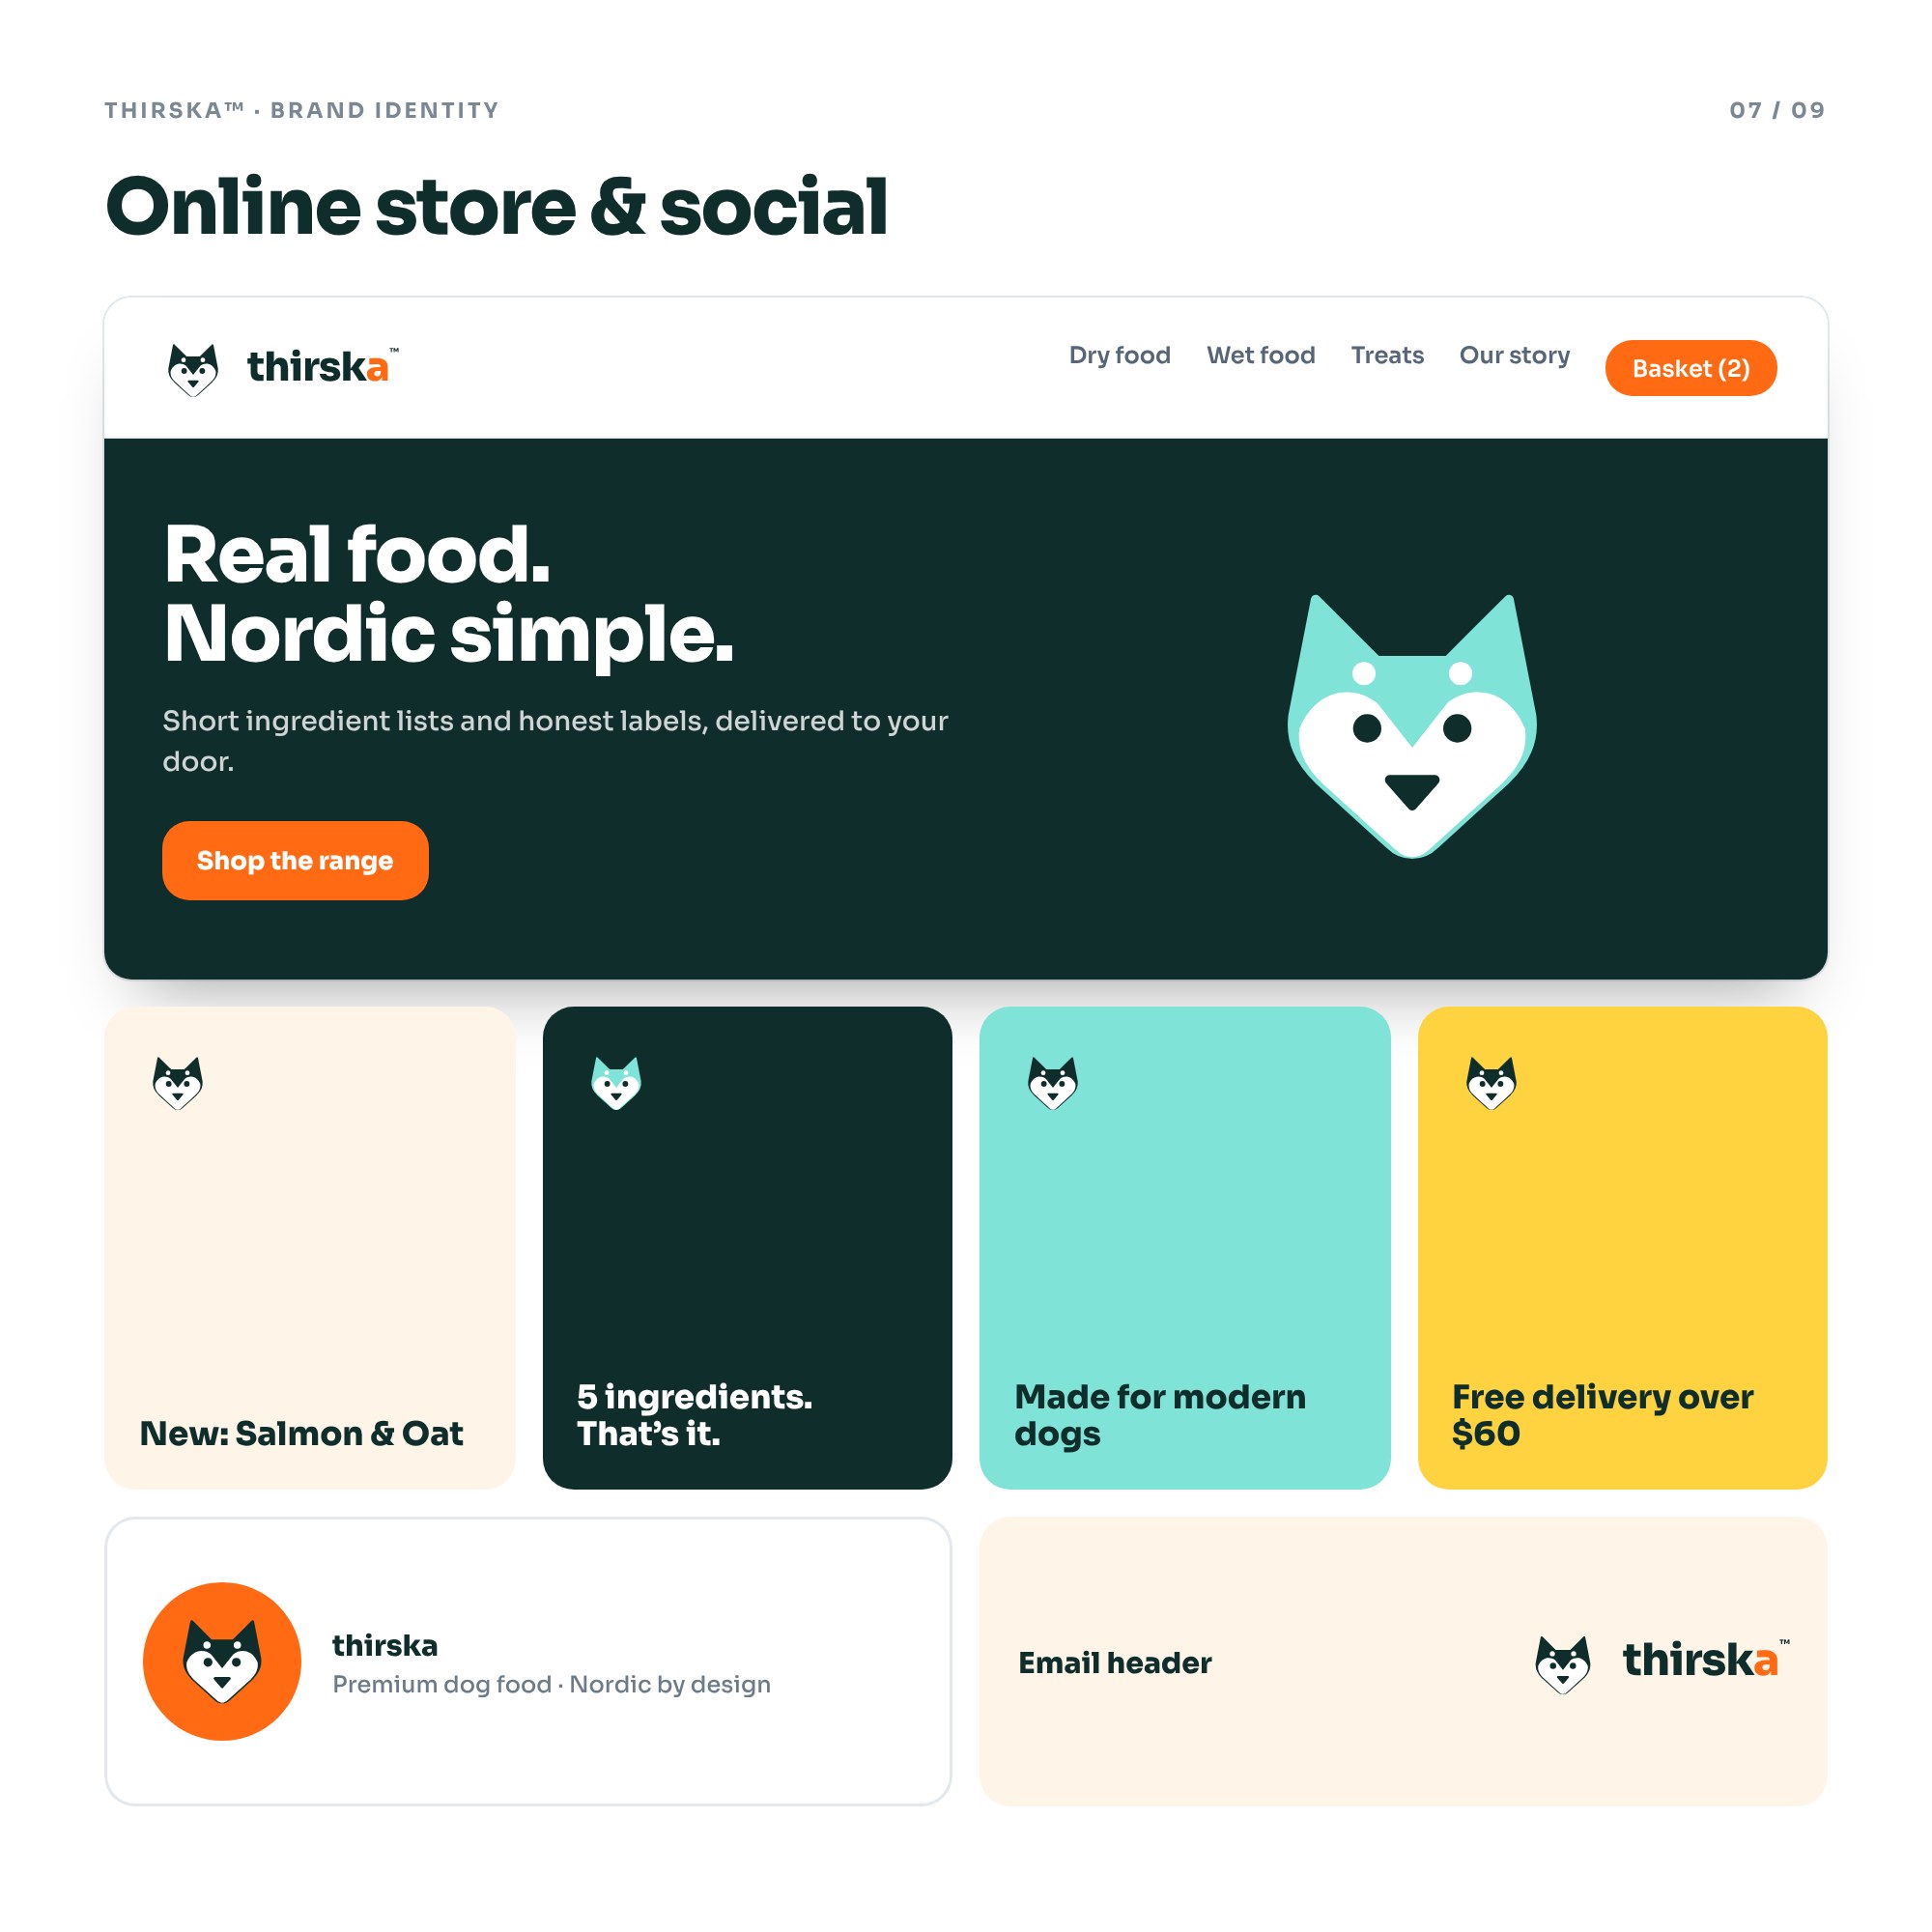 THIRSKA™ · BRAND IDENTITY
07 / 09
Online store & social
thirska™
Dry food
Wet food
Treats
Our story
Basket (2)
Real food.
Nordic simple.
Short ingredient lists and honest labels, delivered to your
door.
Shop the range
New: Salmon & Oat
5 ingredients.
That’s it.
Made for modern
dogs
Free delivery over
$60
thirska
Premium dog food · Nordic by design
Email header
thirska™